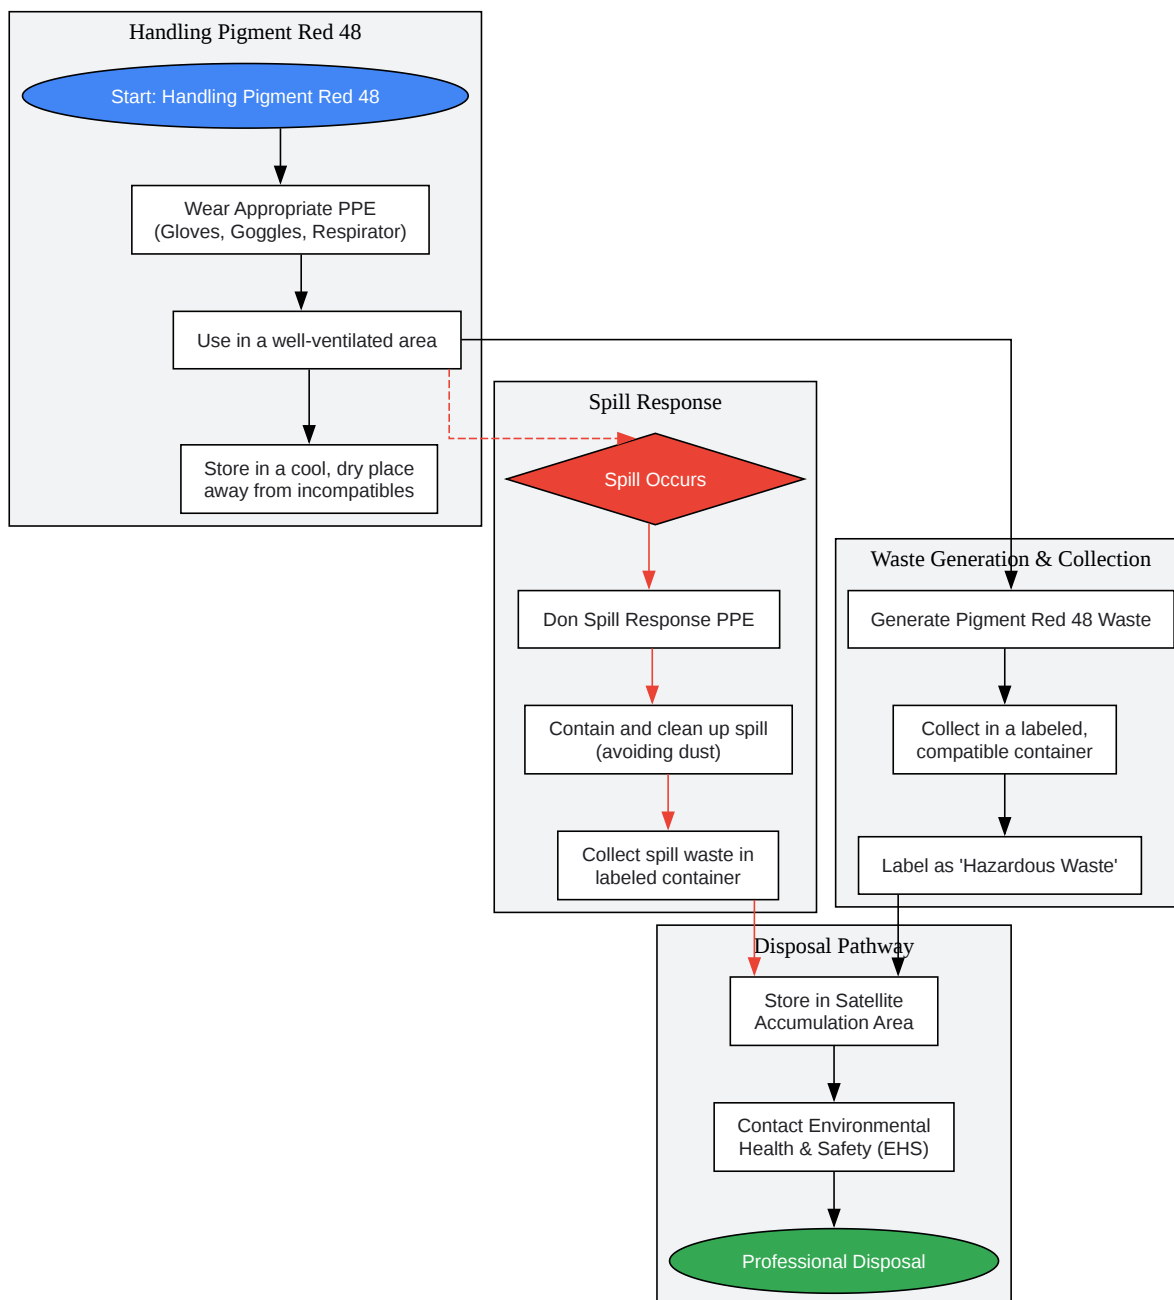 Handling Pigment Red 48
Start: Handling Pigment Red 48
Wear Appropriate PPE
(Gloves, Goggles, Respirator)
Use in a well-ventilated area
Store in a cool, dry place
away from incompatibles
Spill Response
Spill Occurs
Don Spill Response PPE
Contain and clean up spill
(avoiding dust)
Collect spill waste in
labeled container
Waste Generation & Collection
Generate Pigment Red 48 Waste
Collect in a labeled,
compatible container
Label as 'Hazardous Waste'
Disposal Pathway
Store in Satellite
Accumulation Area
Contact Environmental
Health & Safety (EHS)
Professional Disposal